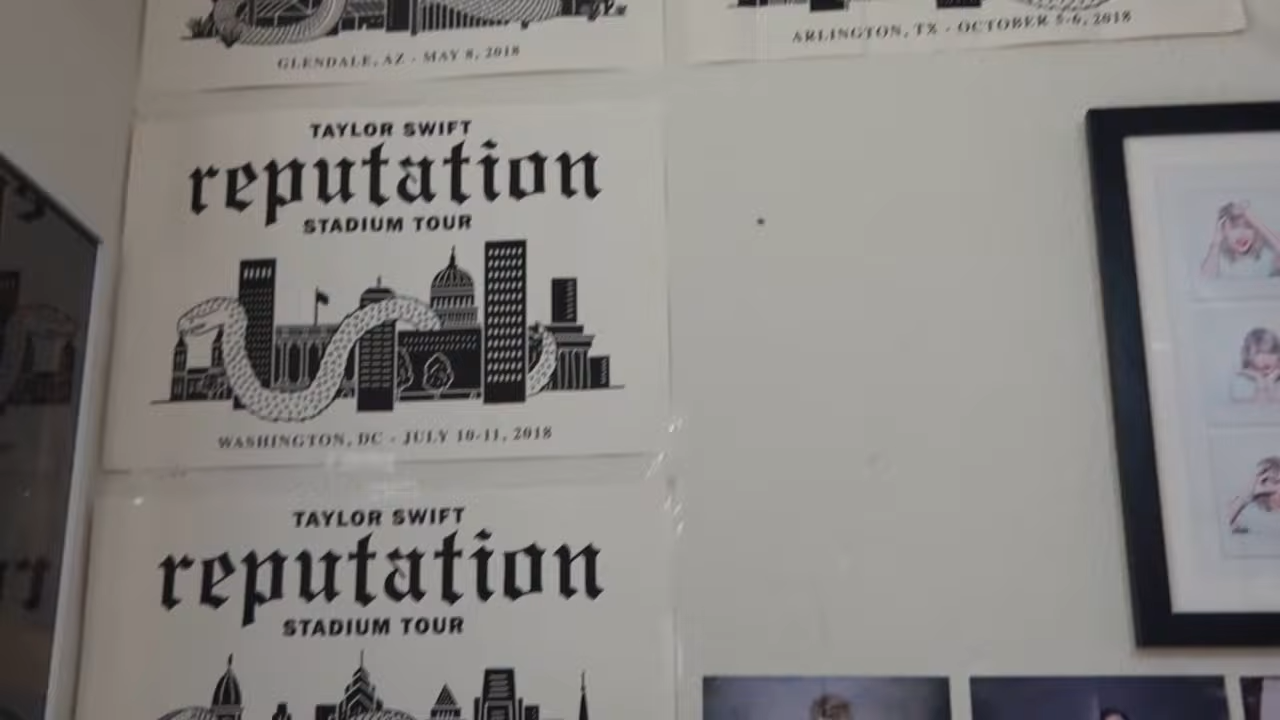 GLENDALE, AZ - MAY 8, 2018
ARLINGTON, TX - OCTOBER 5-6, 2018
TAYLOR SWIFT
reputation
STADIUM TOUR
WASHINGTON, DC - JULY 10-11, 2018
TAYLOR SWIFT
reputation
STADIUM TOUR